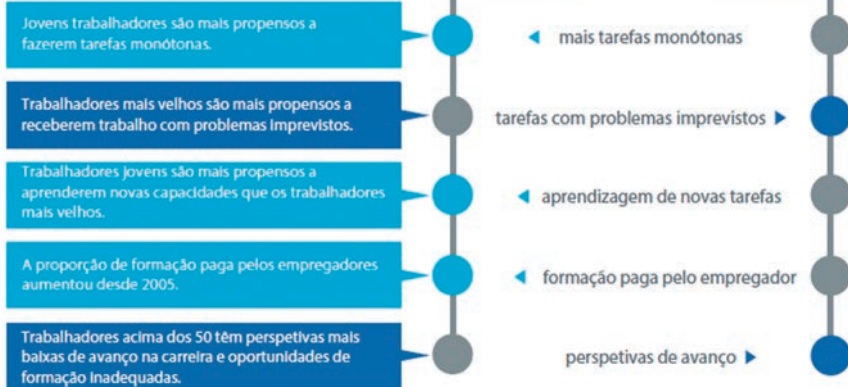 Jovens trabalhadores são mais propensos a
fazerem tarefas monótonas.
mais tarefas monótonas
Trabalhadores mais velhos são mais propensos a
receberem trabalho com problemas imprevistos.
tarefas com problemas imprevistos
Trabalhadores jovens são mais propensos a
aprenderem novas capacidades que os trabalhadores
mais velhos.
aprendizagem de novas tarefas
A proporção de formação paga pelos empregadores
aumentou desde 2005.
formação paga pelo empregador
Trabalhadores acima dos 50 têm perspetivas mais
baixas de avanço na carreira e oportunidades de
formação inadequadas.
perspetivas de avanço